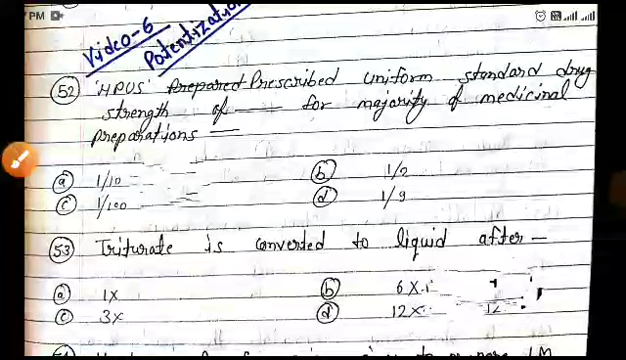 PM
Video-6
Potentization
52 'HPUS' Prepared Prescribed uniform standard drug
strength of —— for majority of medicinal
preparations —
a 1/10 b 1/2
c 1/100 d 1/9
53 Triturate is converted to liquid after —
a 1X b 6X
c 3X d 12X